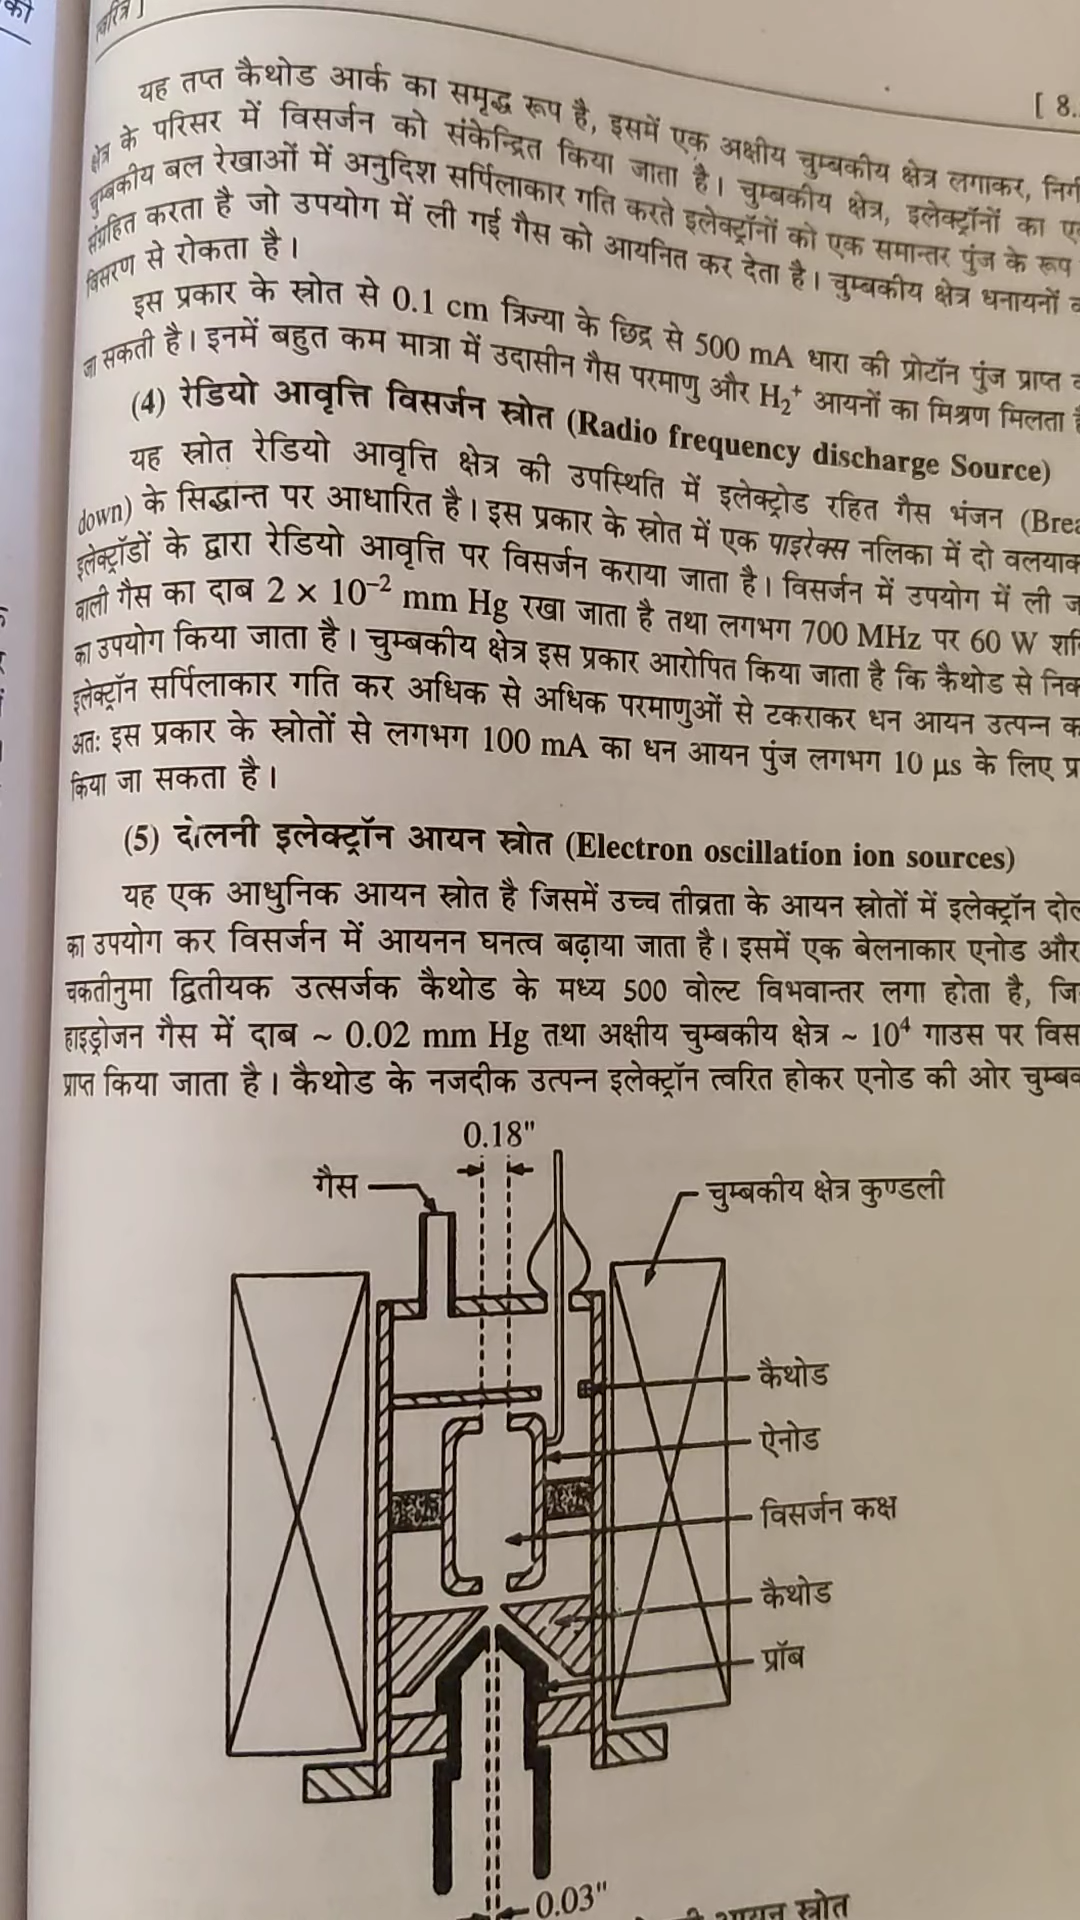 की
त्वरित्र ]
[ 8.
यह तप्त कैथोड आर्क का समृद्ध रूप है, इसमें एक अक्षीय चुम्बकीय क्षेत्र लगाकर,
क्षेत्र के परिसर में विसर्जन को संकेन्द्रित किया जाता है। चुम्बकीय क्षेत्र, इलेक्ट्रॉनों का
चुम्बकीय बल रेखाओं में अनुदिश सर्पिलाकार गति करते इलेक्ट्रॉनों को एक समान्तर पुंज के रूप
संग्रहित करता है जो उपयोग में ली गई गैस को आयनित कर देता है। चुम्बकीय क्षेत्र धनायनों
विसरण से रोकता है।
इस प्रकार के स्रोत से 0.1 cm त्रिज्या के छिद्र से 500 mA धारा की प्रोटॉन पुंज प्राप्त
जा सकती है। इनमें बहुत कम मात्रा में उदासीन गैस परमाणु और H₂⁺ आयनों का मिश्रण मिलता
(4) रेडियो आवृत्ति विसर्जन स्रोत (Radio frequency discharge Source)
यह स्रोत रेडियो आवृत्ति क्षेत्र की उपस्थिति में इलेक्ट्रोड रहित गैस भंजन (Brea
down) के सिद्धांत पर आधारित है। इस प्रकार के स्रोत में एक पाइरेक्स नलिका में दो वलयाक
इलेक्ट्रॉडों के द्वारा रेडियो आवृत्ति पर विसर्जन कराया जाता है। विसर्जन में उपयोग में ली
वाली गैस का दाब 2 × 10⁻² mm Hg रखा जाता है तथा लगभग 700 MHz पर 60 W
का उपयोग किया जाता है। चुम्बकीय क्षेत्र इस प्रकार आरोपित किया जाता है कि कैथोड से निक
इलेक्ट्रॉन सर्पिलाकार गति कर अधिक से अधिक परमाणुओं से टकराकर धन आयन उत्पन्न
अतः इस प्रकार के स्रोतों से लगभग 100 mA का धन आयन पुंज लगभग 10 μs के लिए
किया जा सकता है।
(5) दोलनी इलेक्ट्रॉन आयन स्रोत (Electron oscillation ion sources)
यह एक आधुनिक आयन स्रोत है जिसमें उच्च तीव्रता के आयन स्रोतों में इलेक्ट्रॉन दोल
का उपयोग कर विसर्जन में आयनन घनत्व बढ़ाया जाता है। इसमें एक बेलनाकार एनोड और
चकतीनुमा द्वितीयक उत्सर्जक कैथोड के मध्य 500 वोल्ट विभवान्तर लगा होता है, जि
हाइड्रोजन गैस में दाब ~ 0.02 mm Hg तथा अक्षीय चुम्बकीय क्षेत्र ~ 10⁴ गाउस पर विस
प्राप्त किया जाता है। कैथोड के नजदीक उत्पन्न इलेक्ट्रॉन त्वरित होकर एनोड की ओर चुम्बक
0.18"
गैस
चुम्बकीय क्षेत्र कुण्डली
कैथोड
ऐनोड
विसर्जन कक्ष
कैथोड
प्रॉब
0.03"
आयन स्रोत